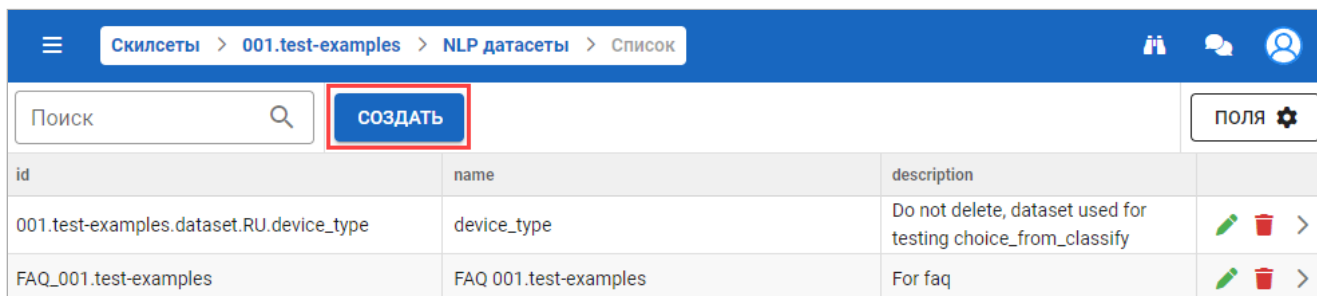 Скилсеты > 001.test-examples > NLP датасеты > Список
Поиск СОЗДАТЬ ПОЛЯ
id name description
001.test-examples.dataset.RU.device_type device_type Do not delete, dataset used for
testing choice_from_classify
FAQ_001.test-examples FAQ 001.test-examples For faq